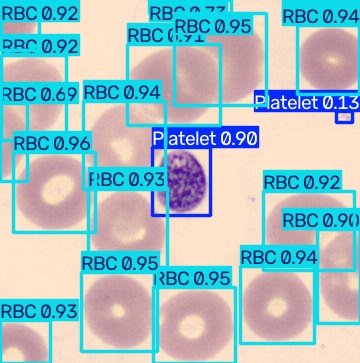 RBC 0.92
RBC 0.73
RBC 0.95
RBC 0.94
RBC 0.92
RBC 0.91
RBC 0.69
RBC 0.94
Platelet 0.13
RBC 0.96
Platelet 0.90
RBC 0.93
RBC 0.92
RBC 0.90
RBC 0.95
RBC 0.95
RBC 0.94
RBC 0.93